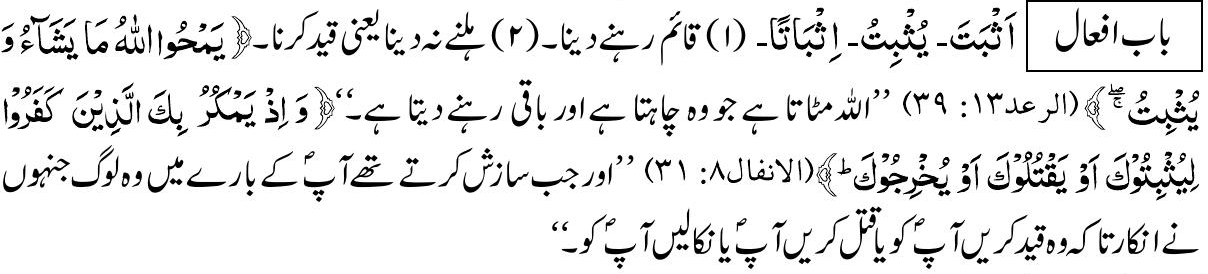 باب افعال اَثْبَتَ۔ یُثْبِتُ۔ اِثْبَاتًا۔ (۱) قائم رہنے دینا۔ (۲) ہلنے نہ دینا یعنی قید کرنا۔ ﴿ یَمْحُوا اللّٰہُ مَا یَشَآءُ وَ
یُثْبِتُ ۚۖ ﴾ (الرعد۱۳: ۳۹) ’’اللہ مٹاتا ہے جو وہ چاہتا ہے اور باقی رہنے دیتا ہے۔‘‘ ﴿ وَ اِذْ یَمْکُرُ بِکَ الَّذِیْنَ کَفَرُوْا
لِیُثْبِتُوْکَ اَوْ یَقْتُلُوْکَ اَوْ یُخْرِجُوْکَ ؕ ﴾ (الانفال۸: ۳۱) ’’اور جب سازش کرتے تھے آپؐ کے بارے میں وہ لوگ جنہوں
نے انکار تا کہ وہ قید کریں آپؐ کو یا قتل کریں آپؐ یا نکالیں آپؐ کو۔‘‘